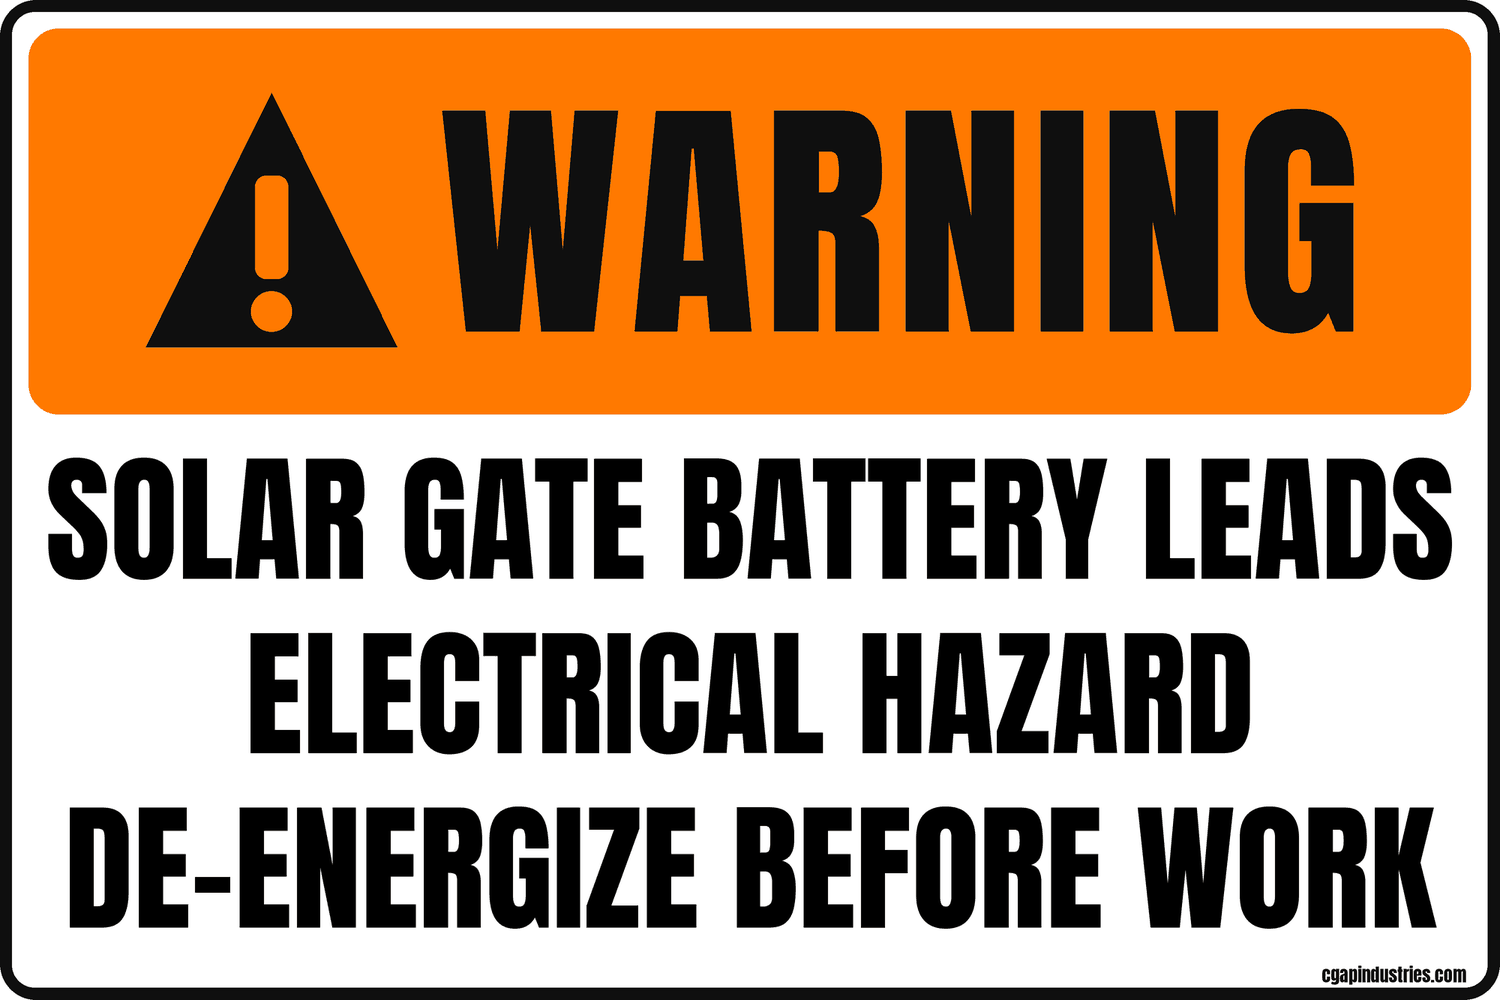 WARNING
SOLAR GATE BATTERY LEADS
ELECTRICAL HAZARD
DE-ENERGIZE BEFORE WORK
cgapindustries.com